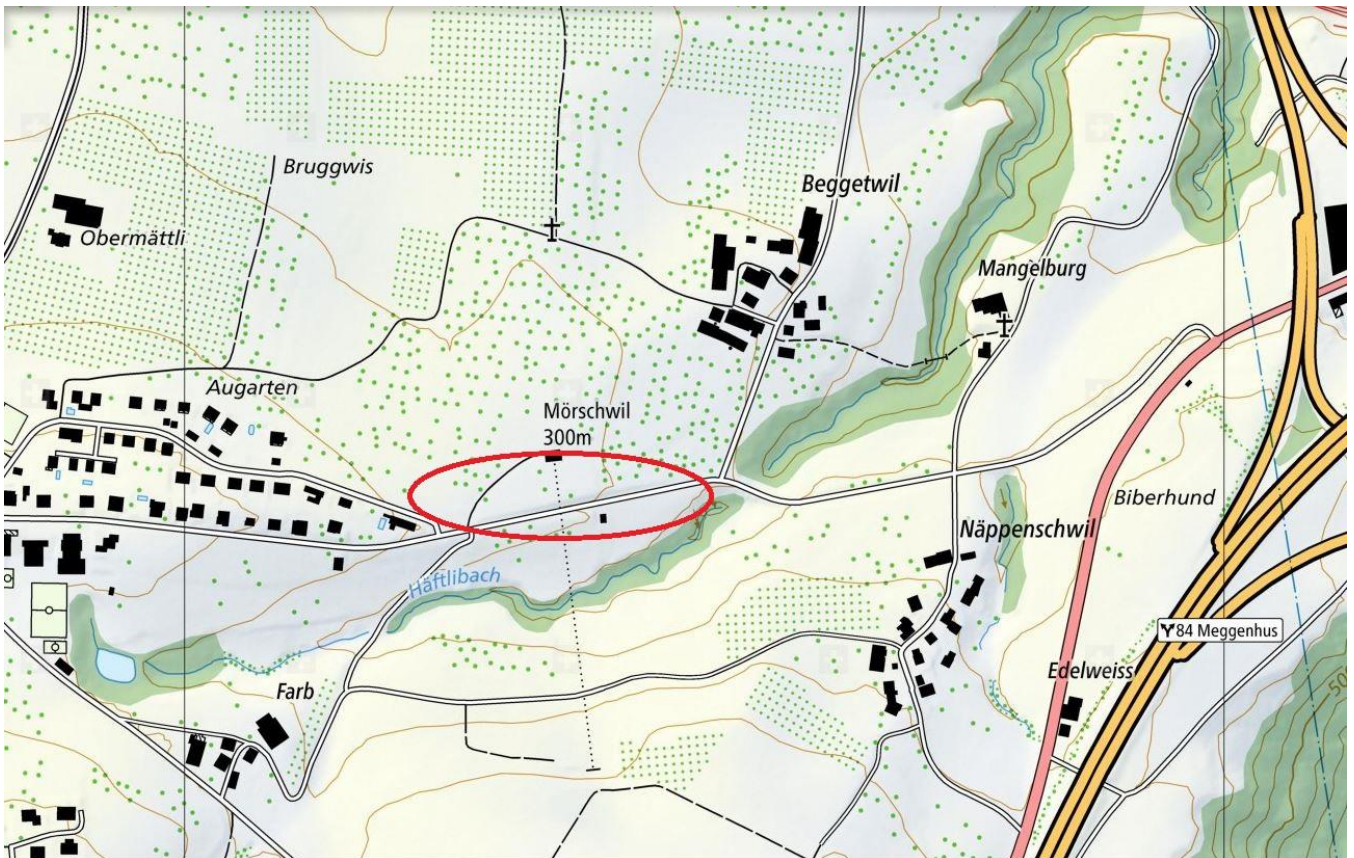 Bruggwis
Beggetwil
Obermättli
Mangelburg
Augarten
Mörschwil
300m
Biberhund
Näppenschwil
Häftlibach
84 Meggenhus
Edelweiss
Farb